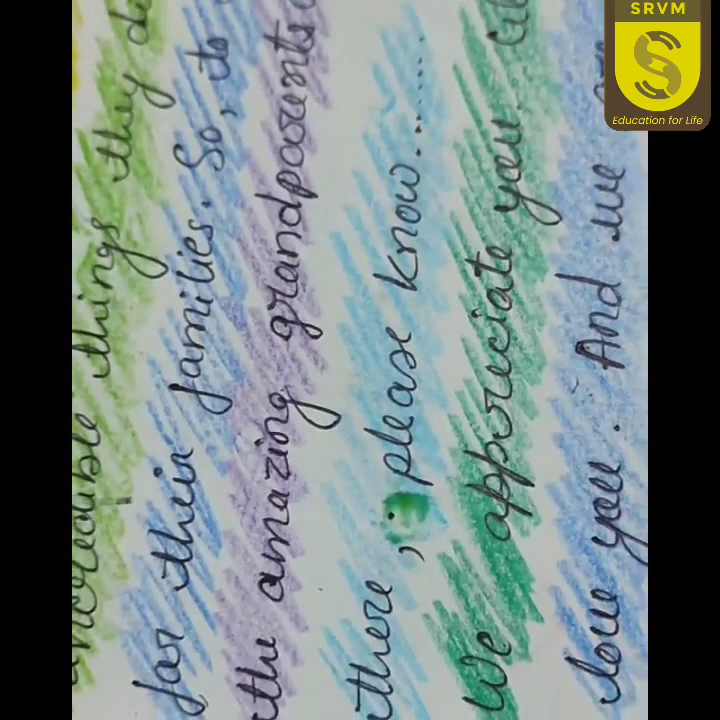 incredible things they do
for their families. So, to
the amazing grandparents
there, please know.......
We appreciate you.
love you. And we
SRVM
S
Education for Life